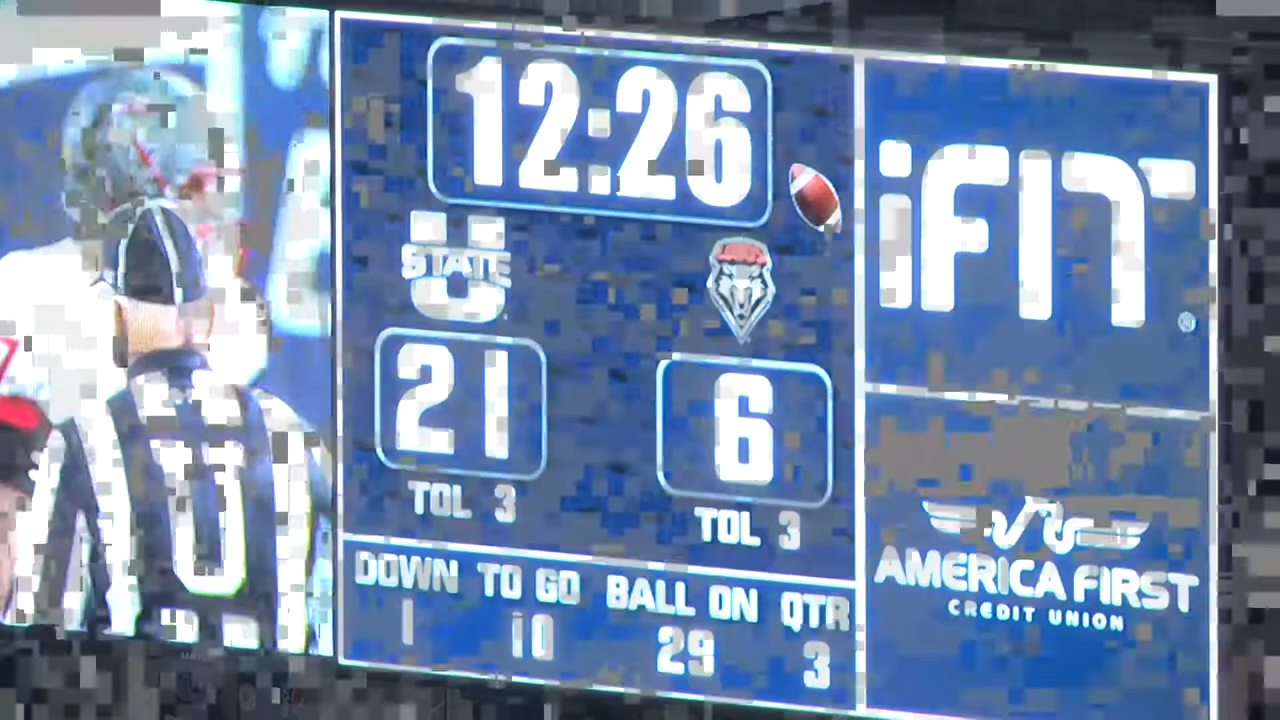 12:26
U STATE
21
6
TOL 3
TOL 3
DOWN TO GO BALL ON QTR
1 10 29 3
iFIT
®
AMERICA FIRST
CREDIT UNION